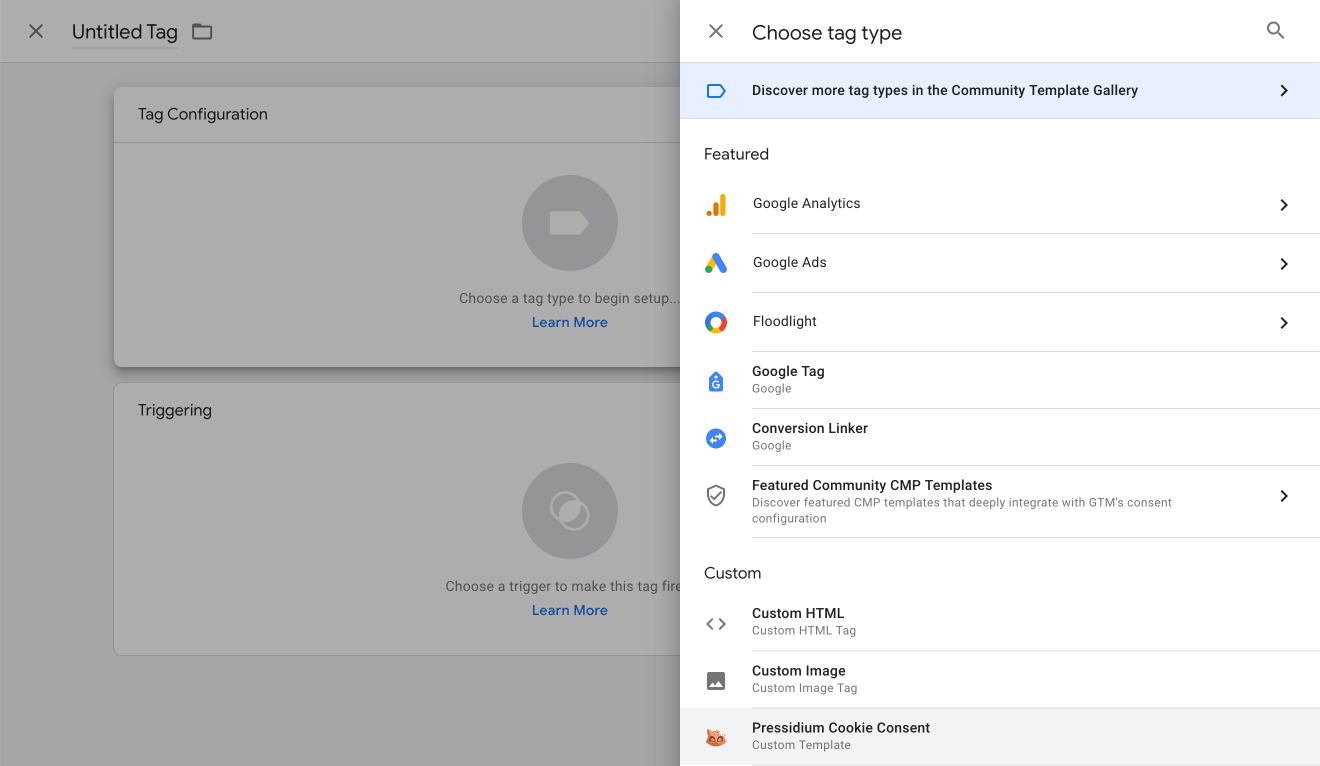 Untitled Tag
Tag Configuration
Choose a tag type to begin setup...
Learn More
Triggering
Choose a trigger to make this tag fire
Learn More
Choose tag type
Discover more tag types in the Community Template Gallery
Featured
Google Analytics
Google Ads
Floodlight
G
Google Tag
Google
Conversion Linker
Google
Featured Community CMP Templates
Discover featured CMP templates that deeply integrate with GTM's consent
configuration
Custom
Custom HTML
Custom HTML Tag
Custom Image
Custom Image Tag
Pressidium Cookie Consent
Custom Template